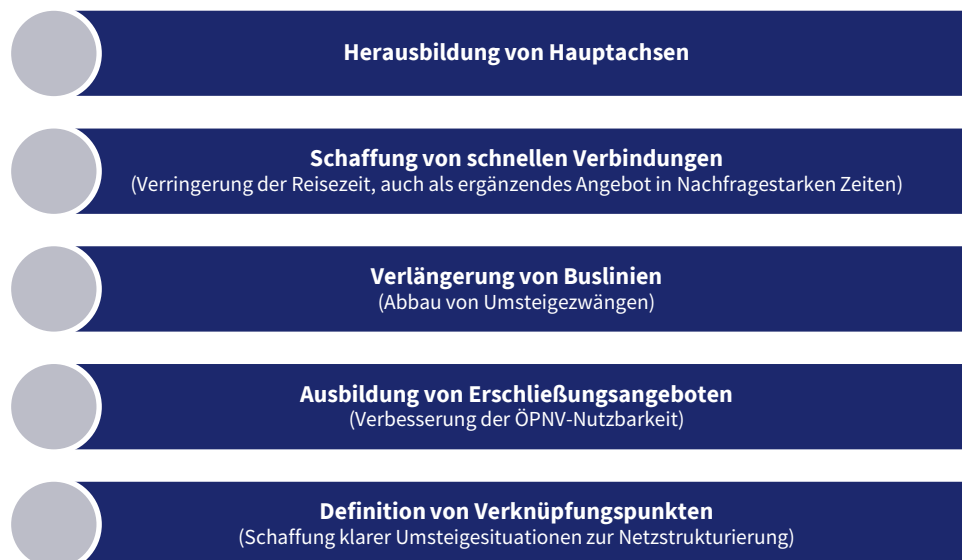 Herausbildung von Hauptachsen
Schaffung von schnellen Verbindungen
(Verringerung der Reisezeit, auch als ergänzendes Angebot in Nachfragestarken Zeiten)
Verlängerung von Buslinien
(Abbau von Umsteigezwängen)
Ausbildung von Erschließungsangeboten
(Verbesserung der ÖPNV-Nutzbarkeit)
Definition von Verknüpfungspunkten
(Schaffung klarer Umsteigesituationen zur Netzstrukturierung)